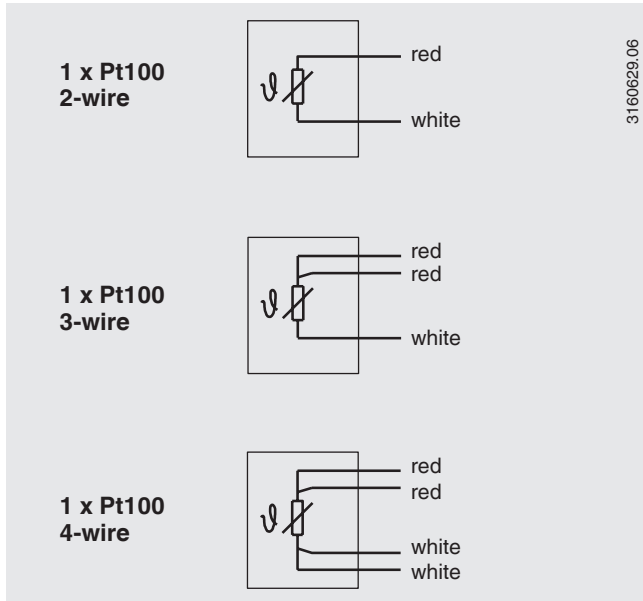 1 x Pt100
2-wire
ϑ
red
white
3160629.06
1 x Pt100
3-wire
ϑ
red
red
white
1 x Pt100
4-wire
ϑ
red
red
white
white